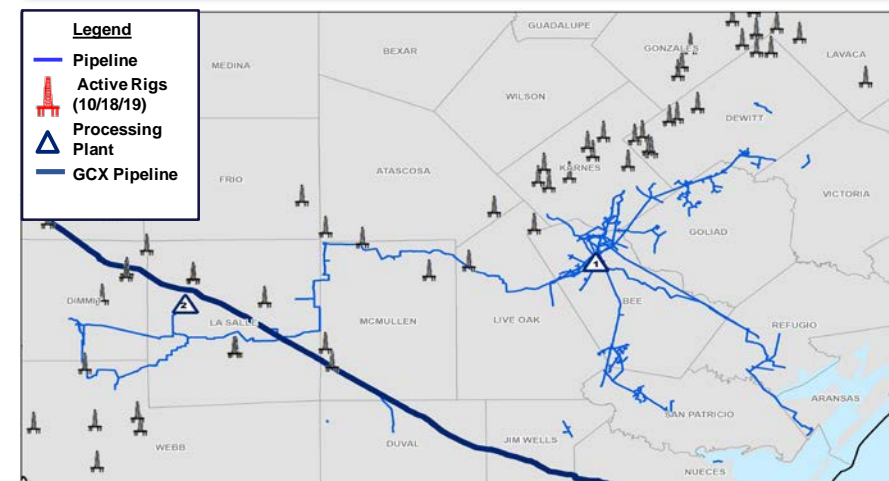 Legend
Pipeline
Active Rigs
(10/18/19)
Processing
Plant
GCX Pipeline
GUADALUPE
BEXAR
GONZALES
LAVACA
MEDINA
WILSON
DEWITT
ATASCOSA
KARNES
FRIO
VICTORIA
GOLIAD
1
DIMMIT
2
LA SALLE
MCMULLEN
LIVE OAK
BEE
REFUGIO
ARANSAS
SAN PATRICIO
WEBB
DUVAL
JIM WELLS
NUECES